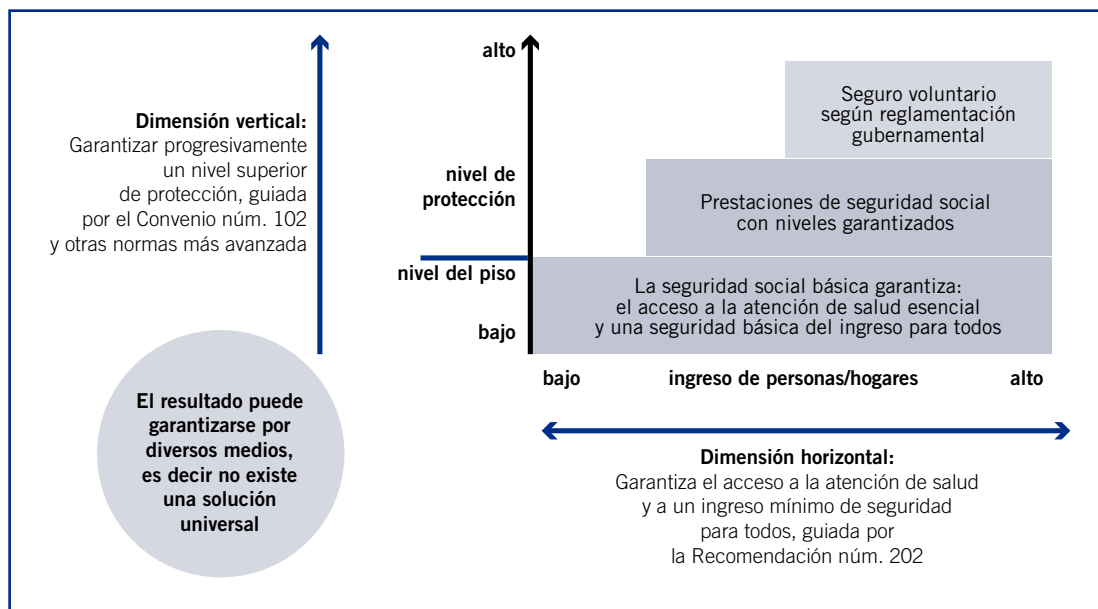 Dimensión vertical:
Garantizar progresivamente
un nivel superior
de protección, guiada
por el Convenio núm. 102
y otras normas más avanzada
El resultado puede
garantizarse por
diversos medios,
es decir no existe
una solución
universal
alto
nivel de
protección
nivel del piso
bajo
Seguro voluntario
según reglamentación
gubernamental
Prestaciones de seguridad social
con niveles garantizados
La seguridad social básica garantiza:
el acceso a la atención de salud esencial
y una seguridad básica del ingreso para todos
bajo ingreso de personas/hogares alto
Dimensión horizontal:
Garantiza el acceso a la atención de salud
y a un ingreso mínimo de seguridad
para todos, guiada por
la Recomendación núm. 202